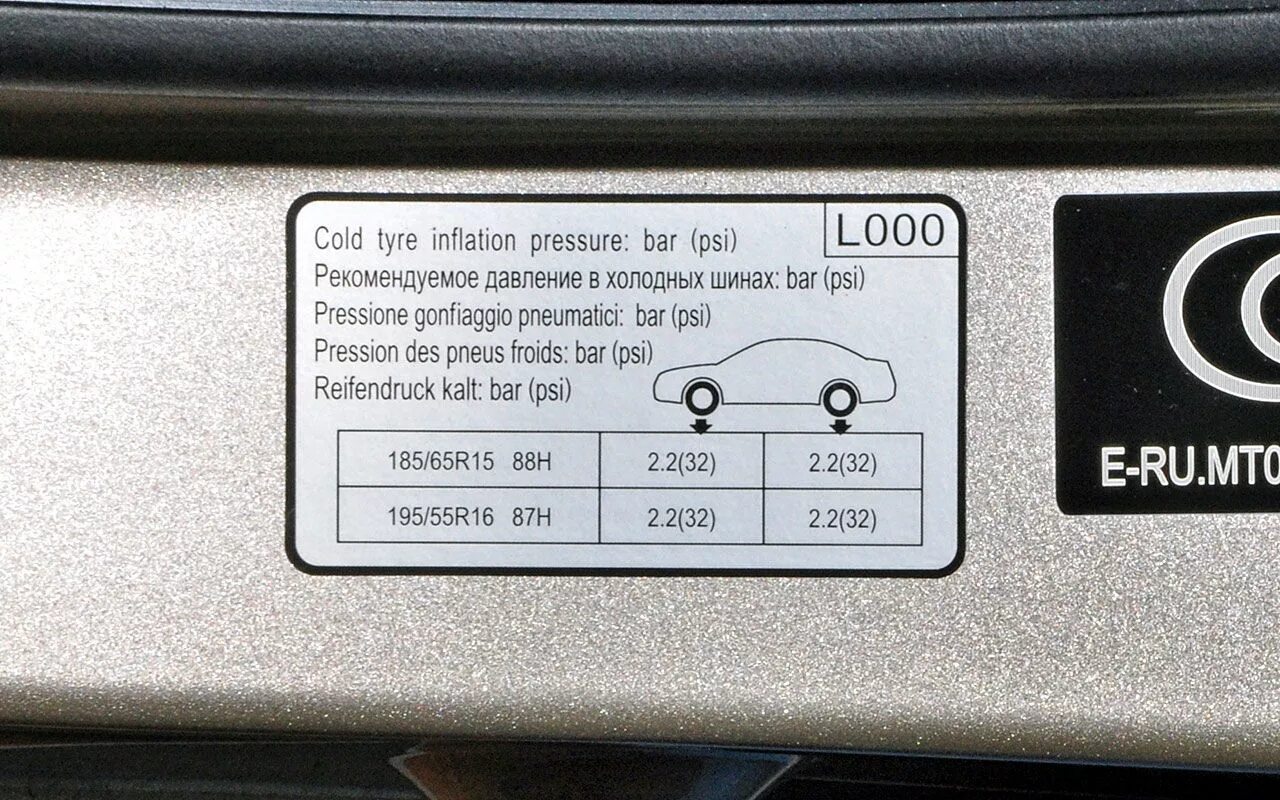 L000
Cold tyre inflation pressure: bar (psi)
Рекомендуемое давление в холодных шинах: bar (psi)
Pressione gonfiaggio pneumatici: bar (psi)
Pression des pneus froids: bar (psi)
Reifendruck kalt: bar (psi)
185/65R15 88H 2.2(32) 2.2(32)
195/55R16 87H 2.2(32) 2.2(32)
E-RU.MT0